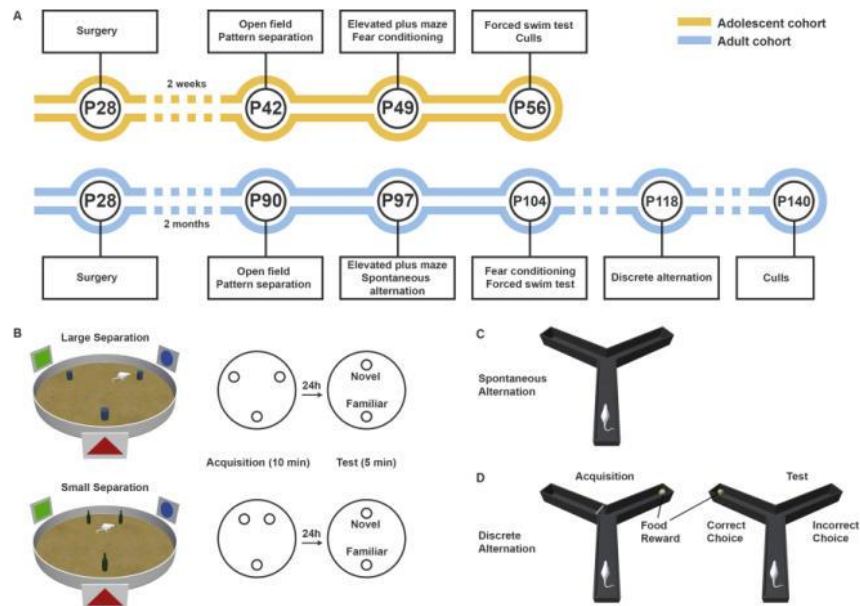 A
Surgery
Open field
Pattern separation
Elevated plus maze
Fear conditioning
Forced swim test
Culls
Adolescent cohort
Adult cohort
2 weeks
P28
P42
P49
P56
P28
P90
P97
P104
P118
P140
2 months
Surgery
Open field
Pattern separation
Elevated plus maze
Spontaneous
alternation
Fear conditioning
Forced swim test
Discrete alternation
Culls
B
Large Separation
24h
Novel
Familiar
Acquisition (10 min)
Test (5 min)
Small Separation
24h
Novel
Familiar
C
Spontaneous
Alternation
D
Acquisition
Test
Discrete
Alternation
Food
Reward
Correct
Choice
Incorrect
Choice